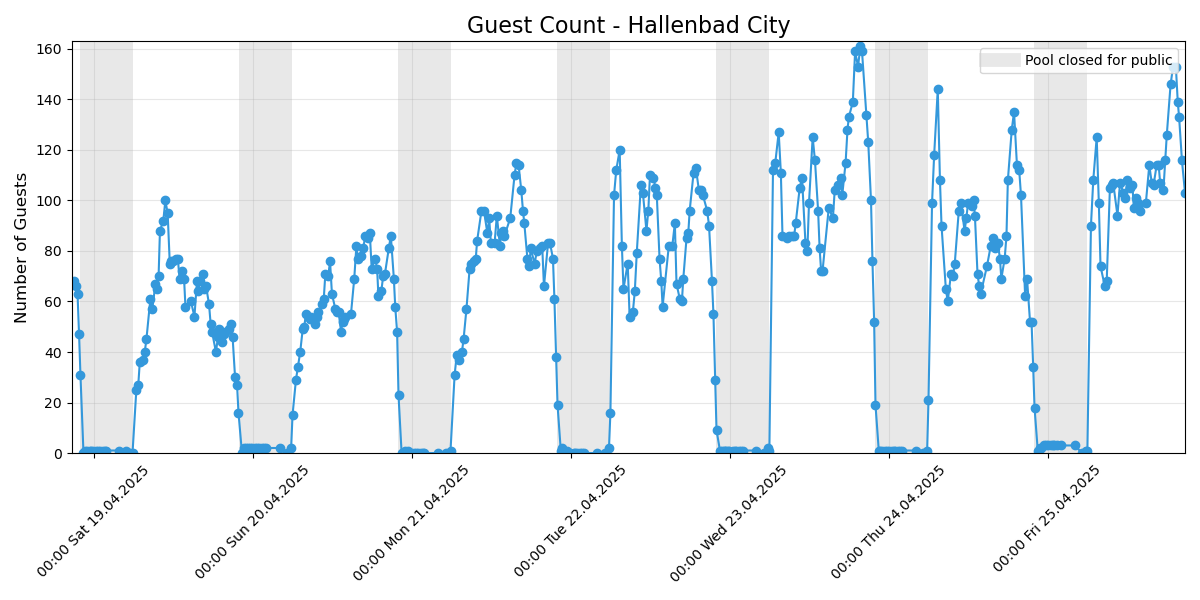 Guest Count - Hallenbad City
Number of Guests
160
140
120
100
80
60
40
20
0
Pool closed for public
00:00 Sat 19.04.2025
00:00 Sun 20.04.2025
00:00 Mon 21.04.2025
00:00 Tue 22.04.2025
00:00 Wed 23.04.2025
00:00 Thu 24.04.2025
00:00 Fri 25.04.2025